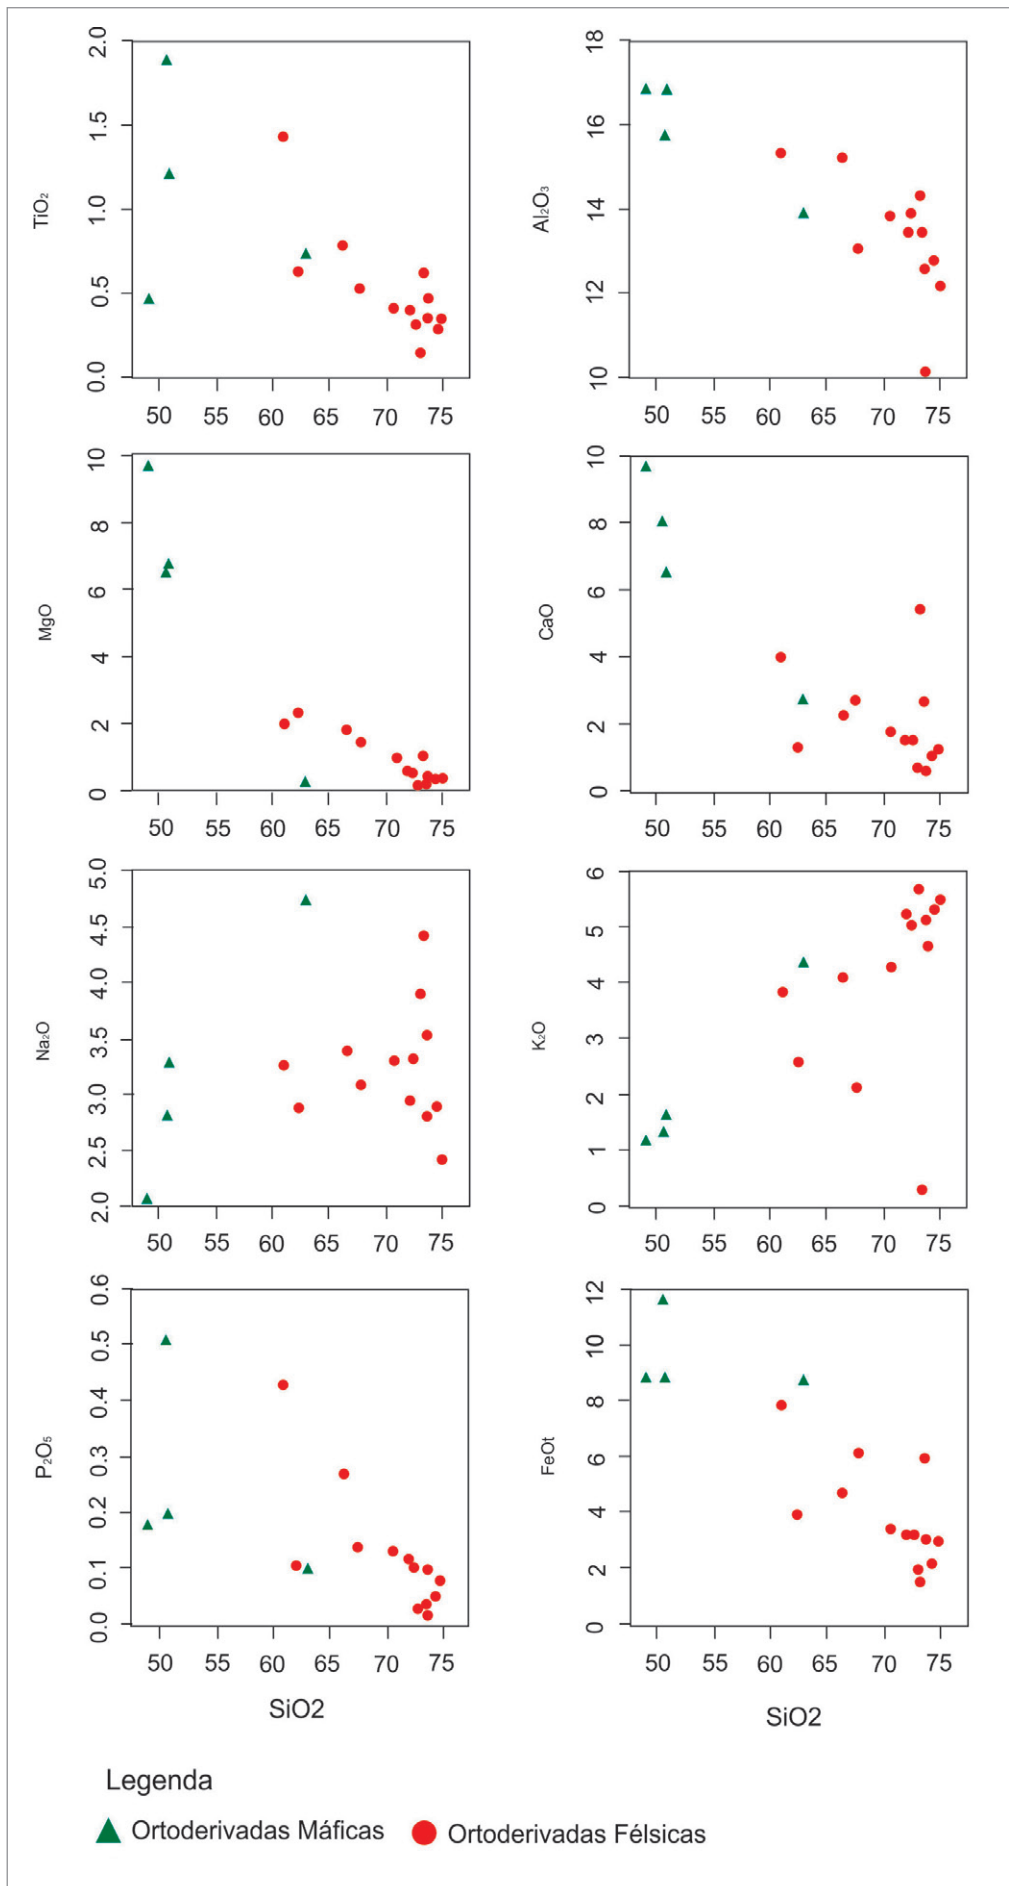 TiO₂
2.0
1.5
1.0
0.5
0.0
50 55 60 65 70 75
Al₂O₃
18
16
14
12
10
50 55 60 65 70 75
MgO
10
8
6
4
2
0
50 55 60 65 70 75
CaO
10
8
6
4
2
0
50 55 60 65 70 75
Na₂O
5.0
4.5
4.0
3.5
3.0
2.5
2.0
50 55 60 65 70 75
K₂O
6
5
4
3
2
1
0
50 55 60 65 70 75
P₂O₅
0.6
0.5
0.4
0.3
0.2
0.1
0.0
50 55 60 65 70 75
SiO2
FeOt
12
10
8
6
4
2
0
50 55 60 65 70 75
SiO2
Legenda
Ortoderivadas Máficas
Ortoderivadas Félsicas